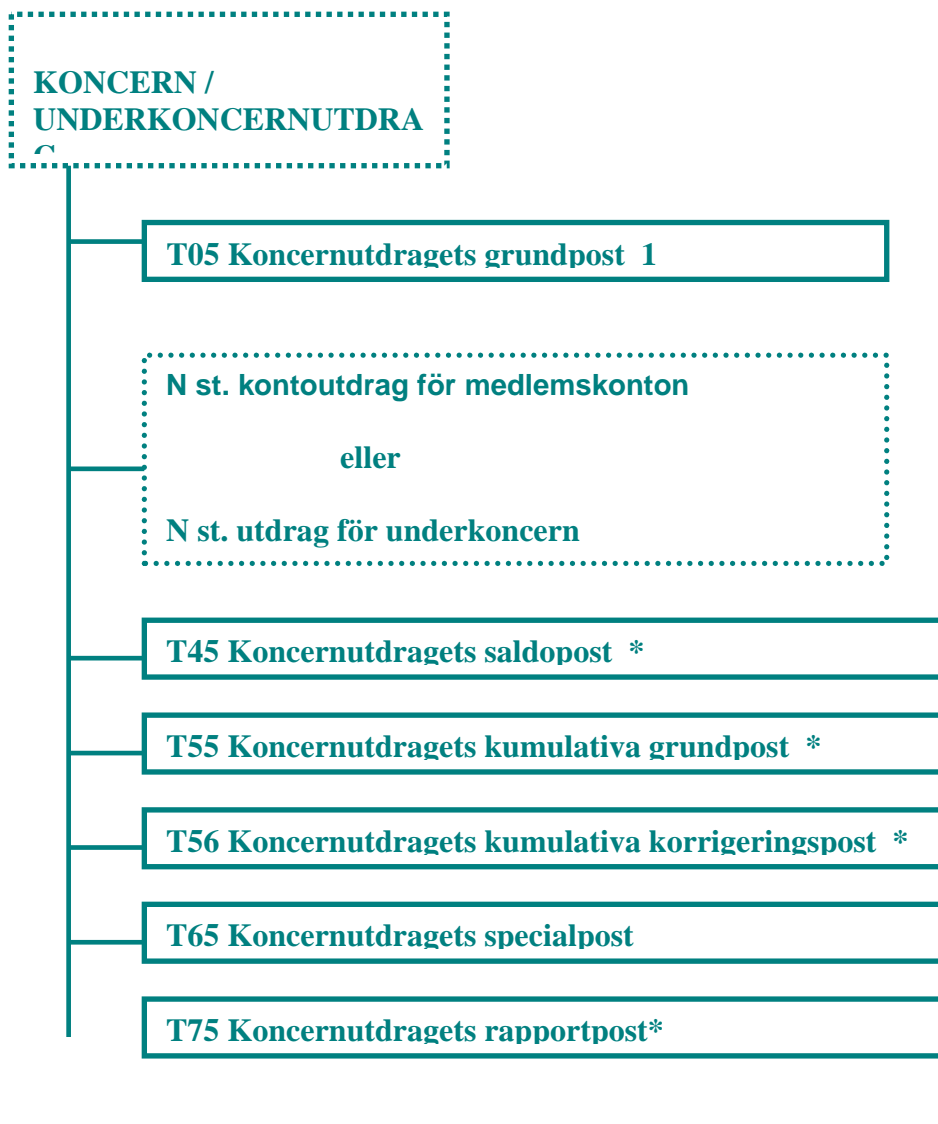 KONCERN /
UNDERKONCERNUTDRA
G
T05 Koncernutdragets grundpost 1
N st. kontoutdrag för medlemskonton
eller
N st. utdrag för underkoncern
T45 Koncernutdragets saldopost *
T55 Koncernutdragets kumulativa grundpost *
T56 Koncernutdragets kumulativa korrigeringspost *
T65 Koncernutdragets specialpost
T75 Koncernutdragets rapportpost*